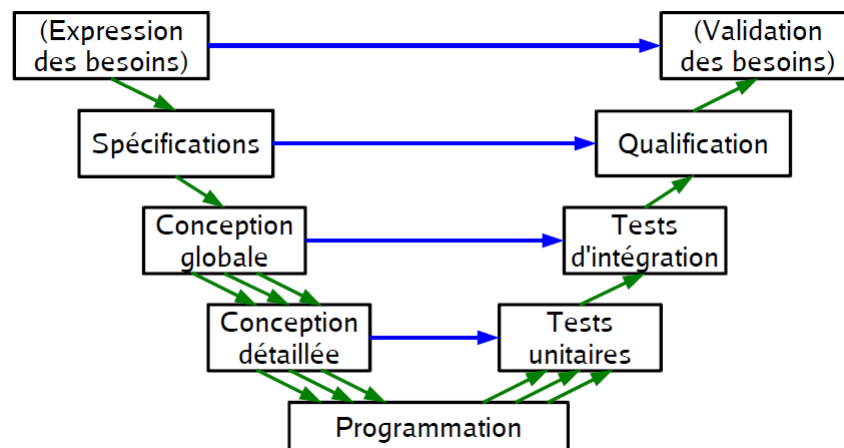 (Expression
des besoins)
(Validation
des besoins)
Spécifications
Qualification
Conception
globale
Tests
d'intégration
Conception
détaillée
Tests
unitaires
Programmation